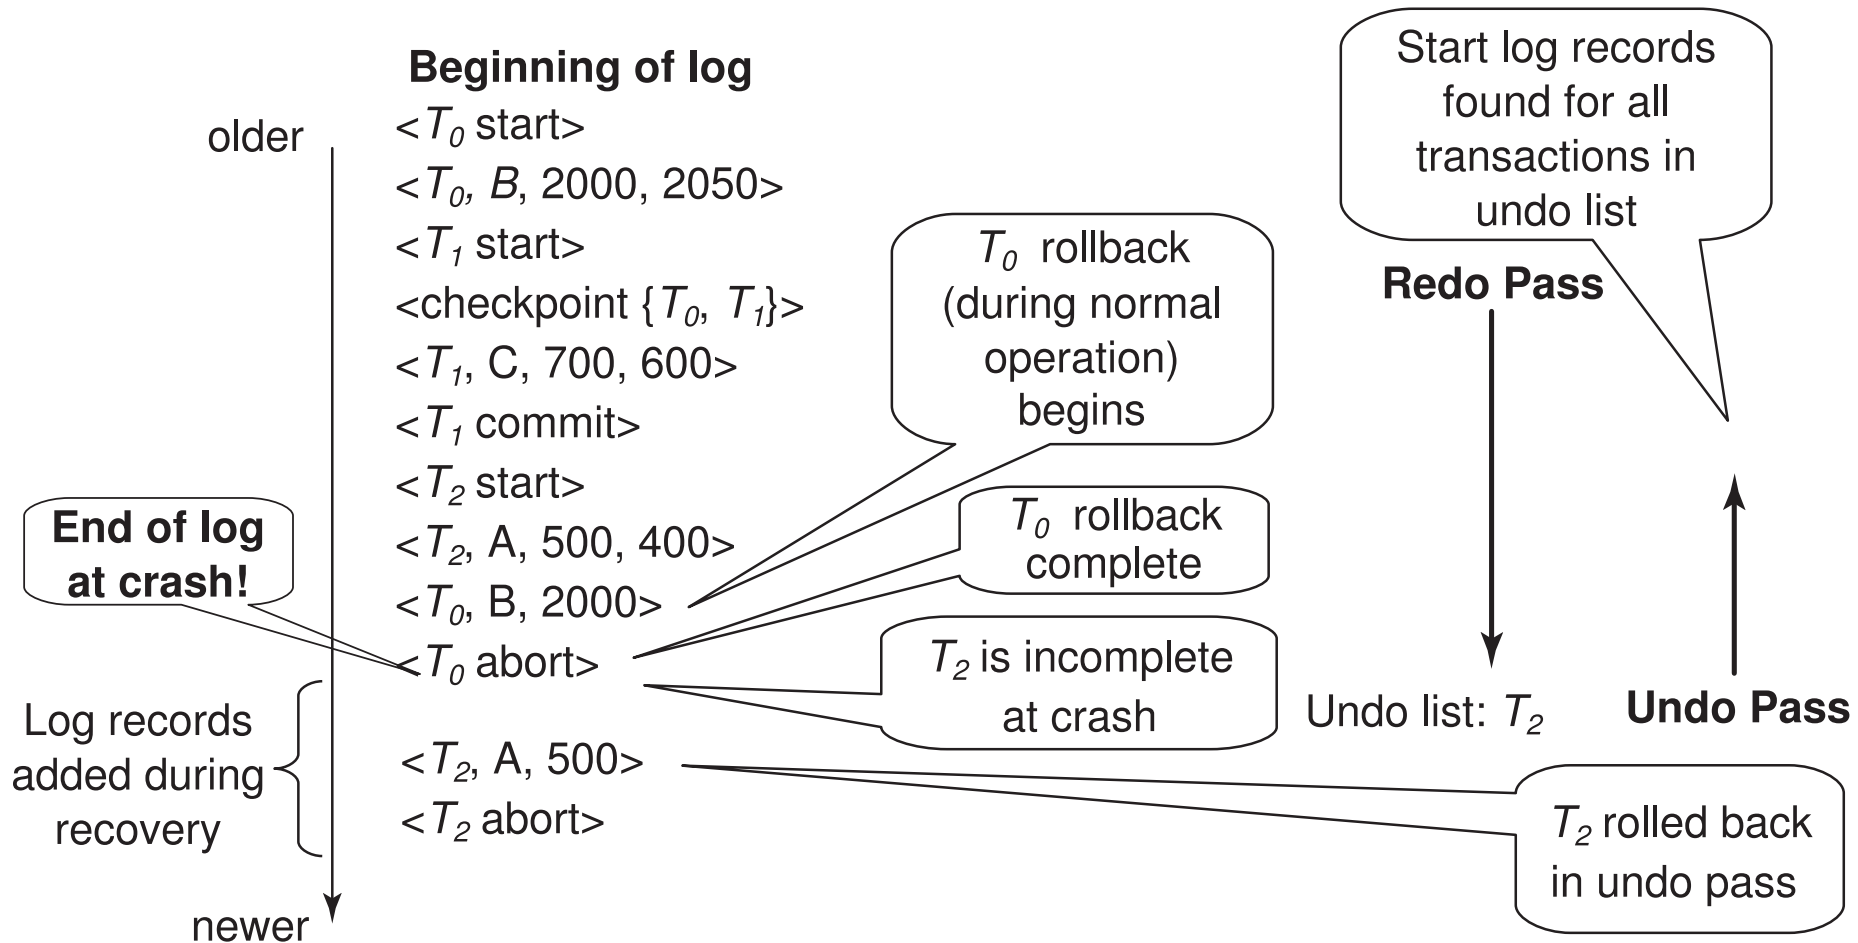 Beginning of log
older
<T0 start>
<T0, B, 2000, 2050>
<T1 start>
<checkpoint {T0, T1}>
<T1, C, 700, 600>
<T1 commit>
<T2 start>
<T2, A, 500, 400>
<T0, B, 2000>
<T0 abort>
<T2, A, 500>
<T2 abort>
newer
End of log
at crash!
Log records
added during
recovery
T0 rollback
(during normal
operation)
begins
T0 rollback
complete
T2 is incomplete
at crash
Start log records
found for all
transactions in
undo list
Redo Pass
Undo list: T2
Undo Pass
T2 rolled back
in undo pass